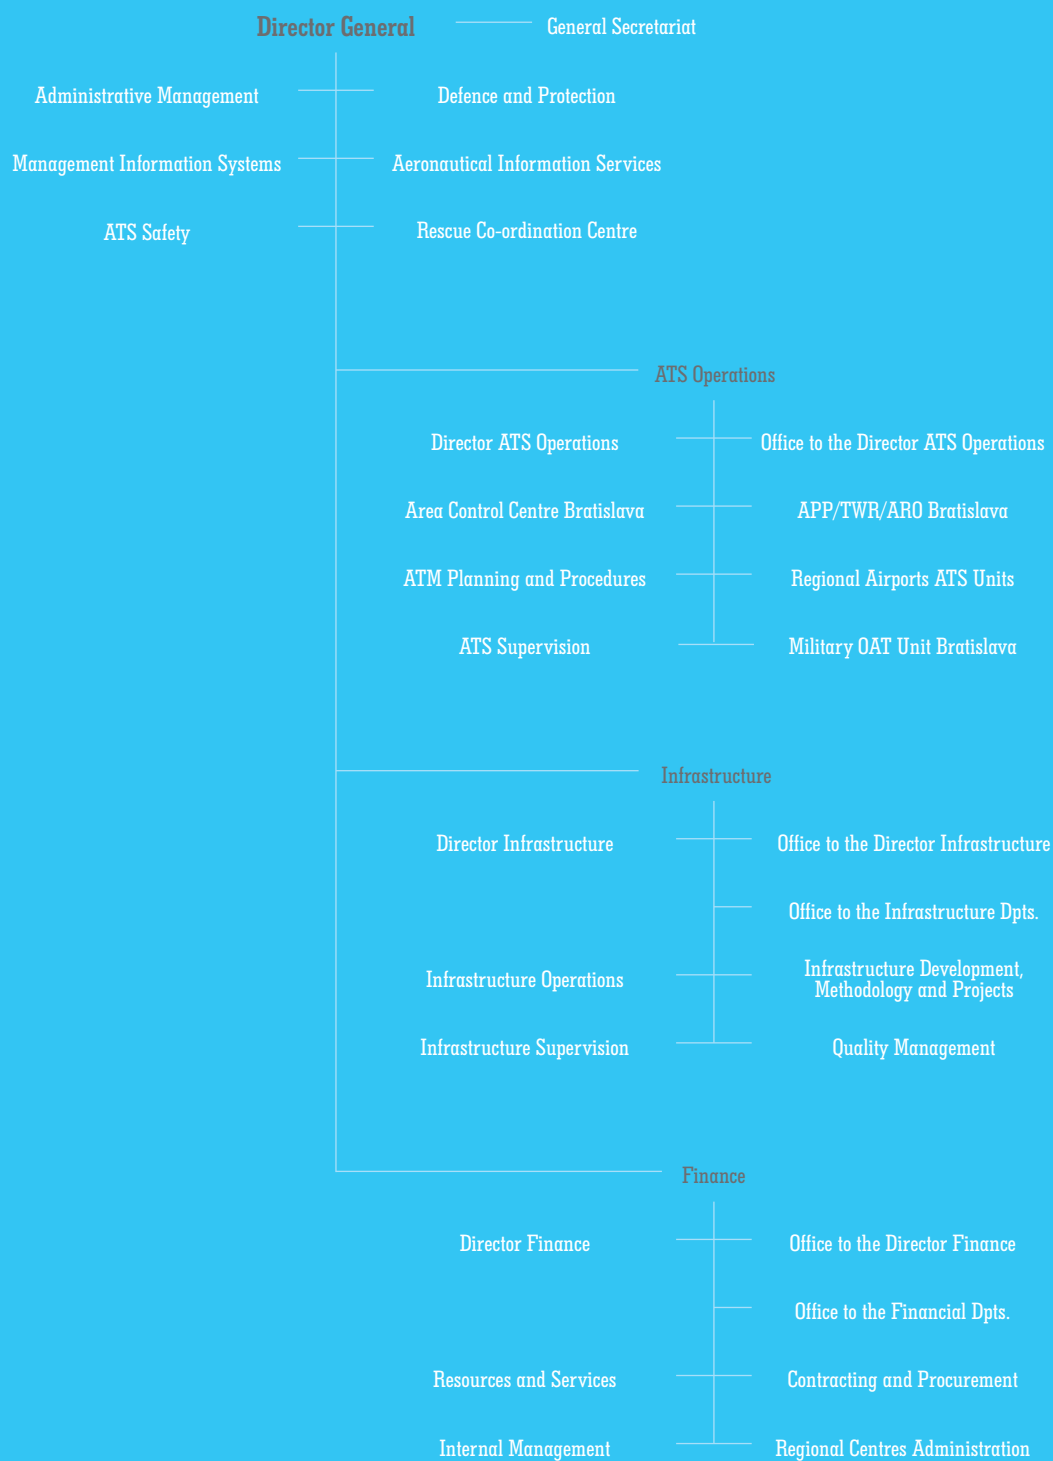 Director General
General Secretariat
Administrative Management
Defence and Protection
Management Information Systems
Aeronautical Information Services
ATS Safety
Rescue Co-ordination Centre
ATS Operations
Director ATS Operations
Office to the Director ATS Operations
Area Control Centre Bratislava
APP/TWR/ARO Bratislava
ATM Planning and Procedures
Regional Airports ATS Units
ATS Supervision
Military OAT Unit Bratislava
Infrastructure
Director Infrastructure
Office to the Director Infrastructure
Office to the Infrastructure Dpts.
Infrastructure Operations
Infrastructure Development,
Methodology and Projects
Infrastructure Supervision
Quality Management
Finance
Director Finance
Office to the Director Finance
Office to the Financial Dpts.
Resources and Services
Contracting and Procurement
Internal Management
Regional Centres Administration